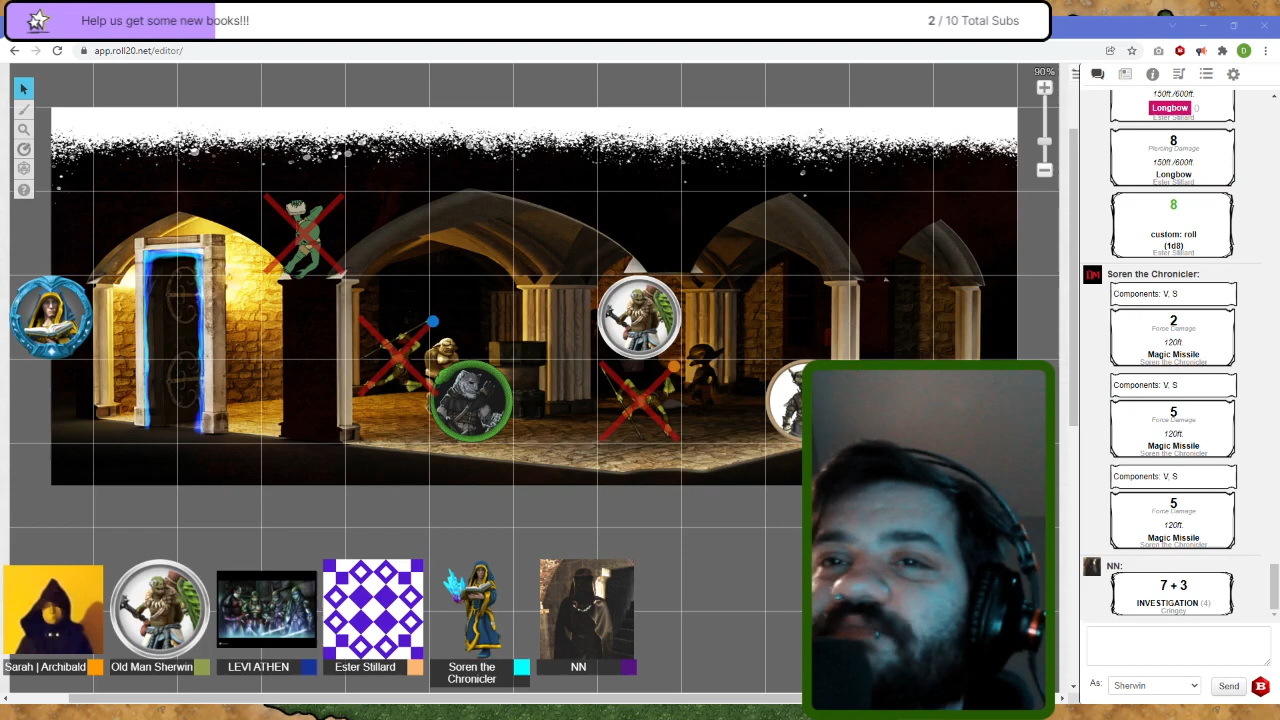 Help us get some new books!!!
2 / 10 Total Subs
app.roll20.net/editor/
D
90%
150ft./600ft.
Longbow ()
Ester Stillard
8
Piercing Damage
150ft./600ft.
Longbow
Ester Stillard
8
custom: roll
(1d8)
Ester Stillard
Soren the Chronicler:
Components: V, S
2
Force Damage
120ft.
Magic Missile
Soren the Chronicler
Components: V, S
5
Force Damage
120ft.
Magic Missile
Soren the Chronicler
Components: V, S
5
Force Damage
120ft.
Magic Missile
Soren the Chronicler
NN:
7 + 3
INVESTIGATION (4)
Cringey
As:
Sherwin
Send
B
Sarah | Archibald
Old Man Sherwin
LEVI ATHEN
Ester Stillard
Soren the
Chronicler
NN